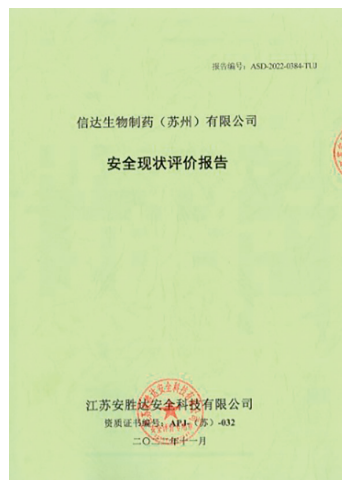 报告编号：ASD-2022-0384-TUJ
信达生物制药（苏州）有限公司
安全现状评价报告
江苏安胜达安全科技有限公司
资质证书编号：APJ-（苏）-032
二〇二二年十一月